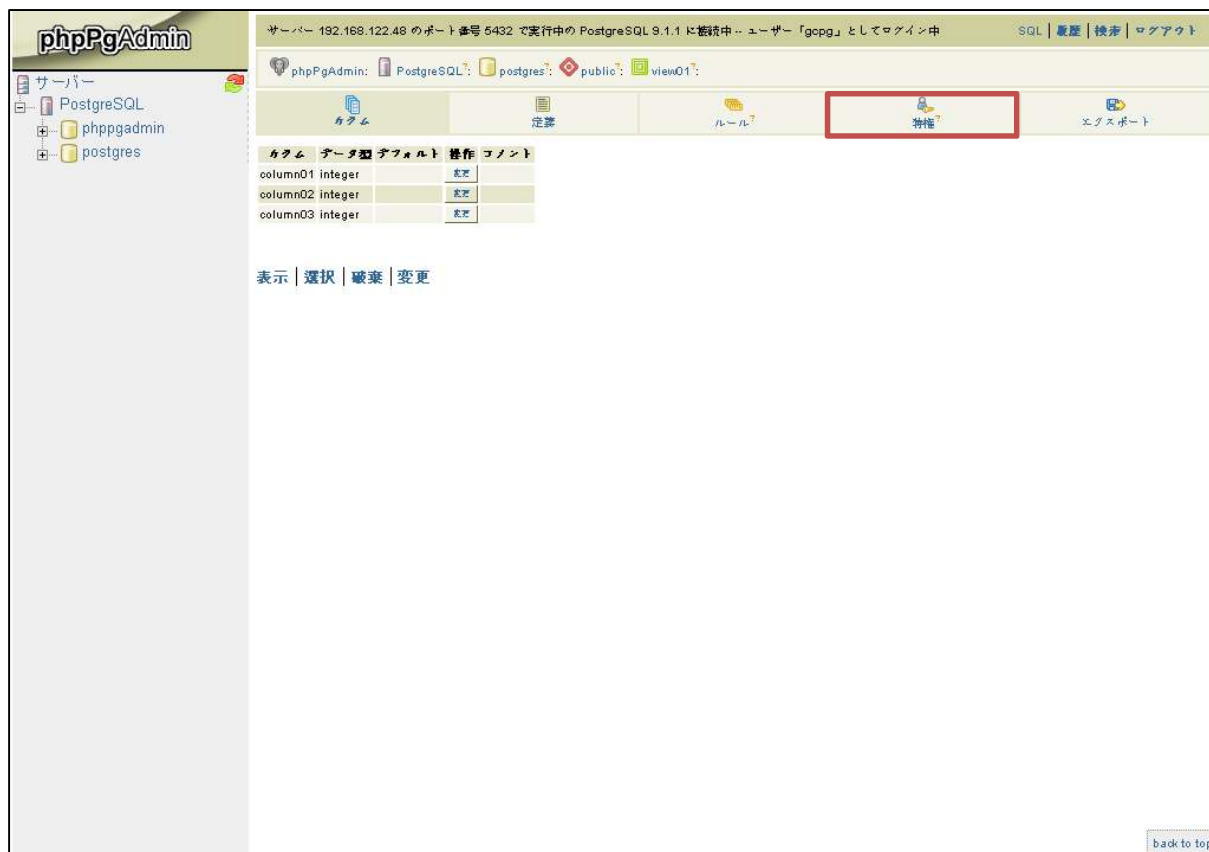 phpPgAdmin
サーバー
PostgreSQL
phppgadmin
postgres
サーバー 192.168.122.48 のポート番号 5432 で実行中の PostgreSQL 9.1.1 に接続中 -- ユーザー「gopg」としてログイン中
SQL | 履歴 | 検索 | ログアウト
phpPgAdmin: PostgreSQL?: postgres?: public?: view01?:
カラム 定義 ルール? 特権? エクスポート
カラム データ型 デフォルト 操作 コメント
column01 integer 変更
column02 integer 変更
column03 integer 変更
表示 | 選択 | 破棄 | 変更
back to top